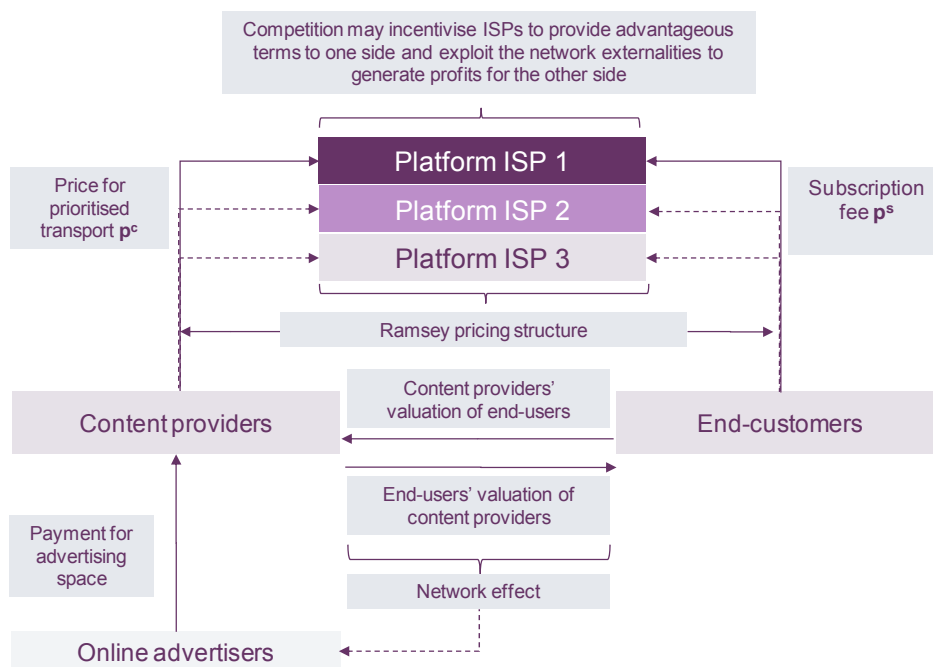 Competition may incentivise ISPs to provide advantageous
terms to one side and exploit the network externalities to
generate profits for the other side
Platform ISP 1
Price for
prioritised
transport pᶜ
Platform ISP 2
Subscription
fee pˢ
Platform ISP 3
Ramsey pricing structure
Content providers'
valuation of end-users
Content providers
End-customers
End-users' valuation of
content providers
Payment for
advertising
space
Network effect
Online advertisers